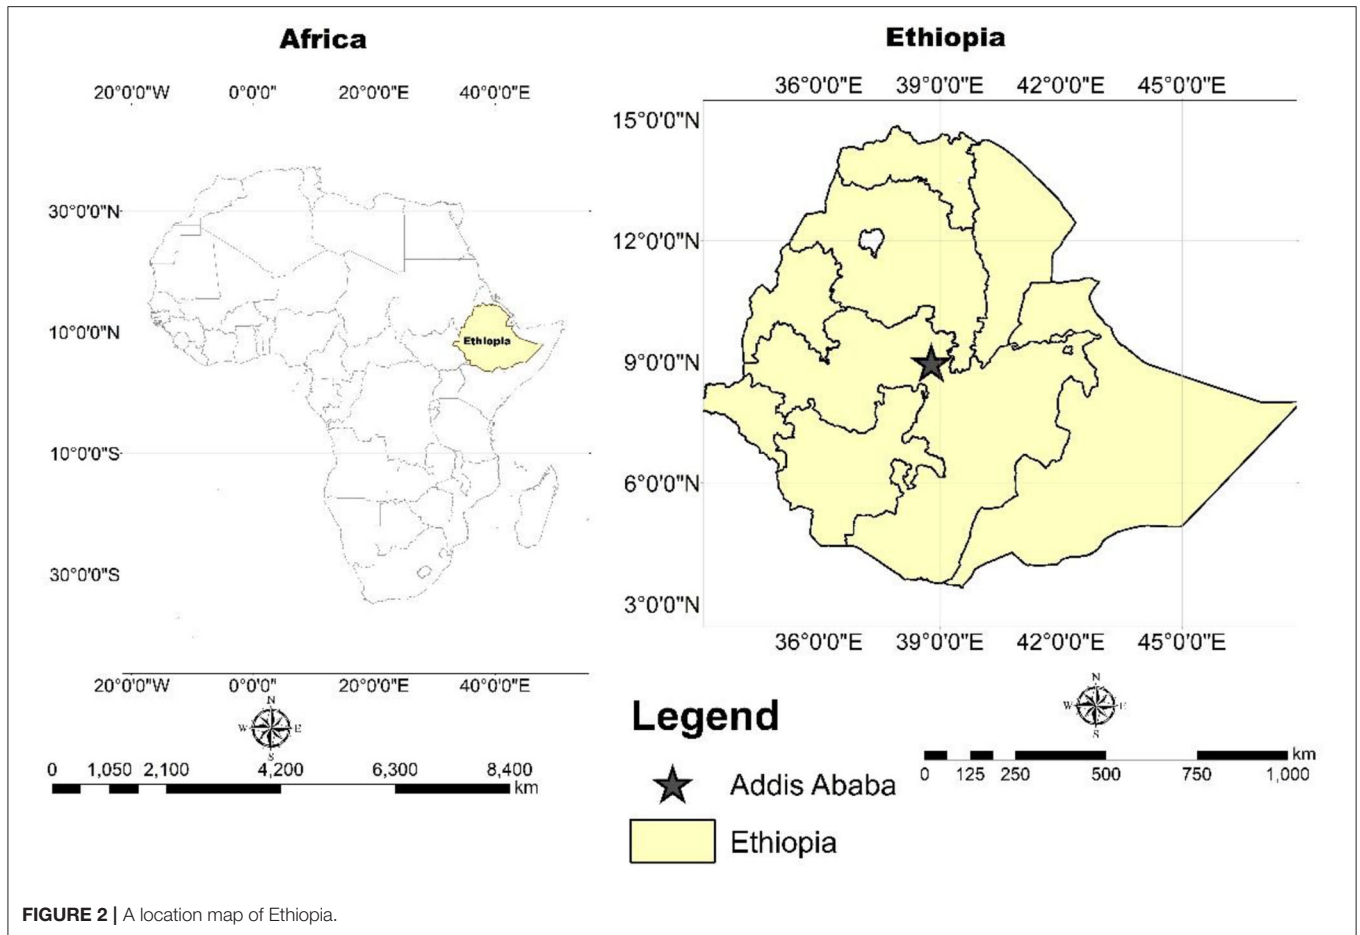 Africa
20°0'0"W 0°0'0" 20°0'0"E 40°0'0"E
30°0'0"N
10°0'0"N
Ethiopia
10°0'0"S
30°0'0"S
20°0'0"W 0°0'0" 20°0'0"E 40°0'0"E
N
W E
S
0 1,050 2,100 4,200 6,300 8,400
km
Ethiopia
36°0'0"E 39°0'0"E 42°0'0"E 45°0'0"E
15°0'0"N
12°0'0"N
9°0'0"N
6°0'0"N
3°0'0"N
36°0'0"E 39°0'0"E 42°0'0"E 45°0'0"E
N
W E
S
km
0 125 250 500 750 1,000
Legend
Addis Ababa
Ethiopia
FIGURE 2 | A location map of Ethiopia.